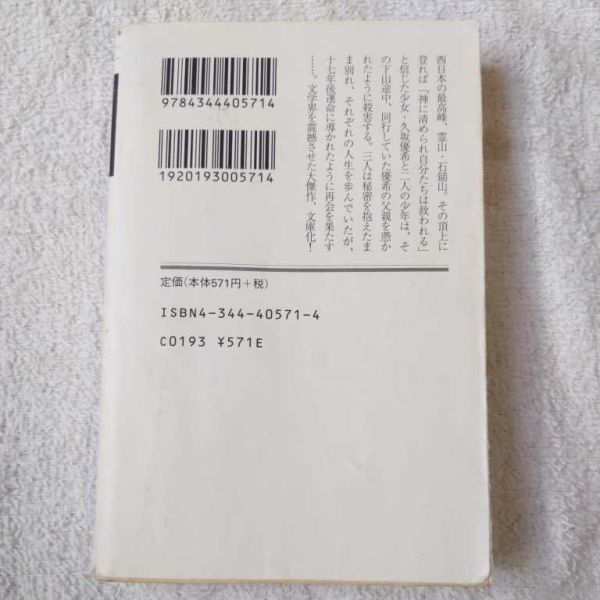 西日本の最高峰、霊山・石鎚山。その頂上に
登れば「神に清められ自分たちは救われる」
と信じた少女・久坂優希と二人の少年は、そ
の下山途中、同行していた優希の父親を憑か
れたように殺害する。三人は秘密を抱えたま
ま別れ、それぞれの人生を歩んでいたが、
十七年後運命に導かれたように再会を果たす
……。文学界を震撼させた大傑作、文庫化!
9784344405714
1920193005714
定価(本体571円+税)
ISBN4-344-40571-4
C0193 ¥571E